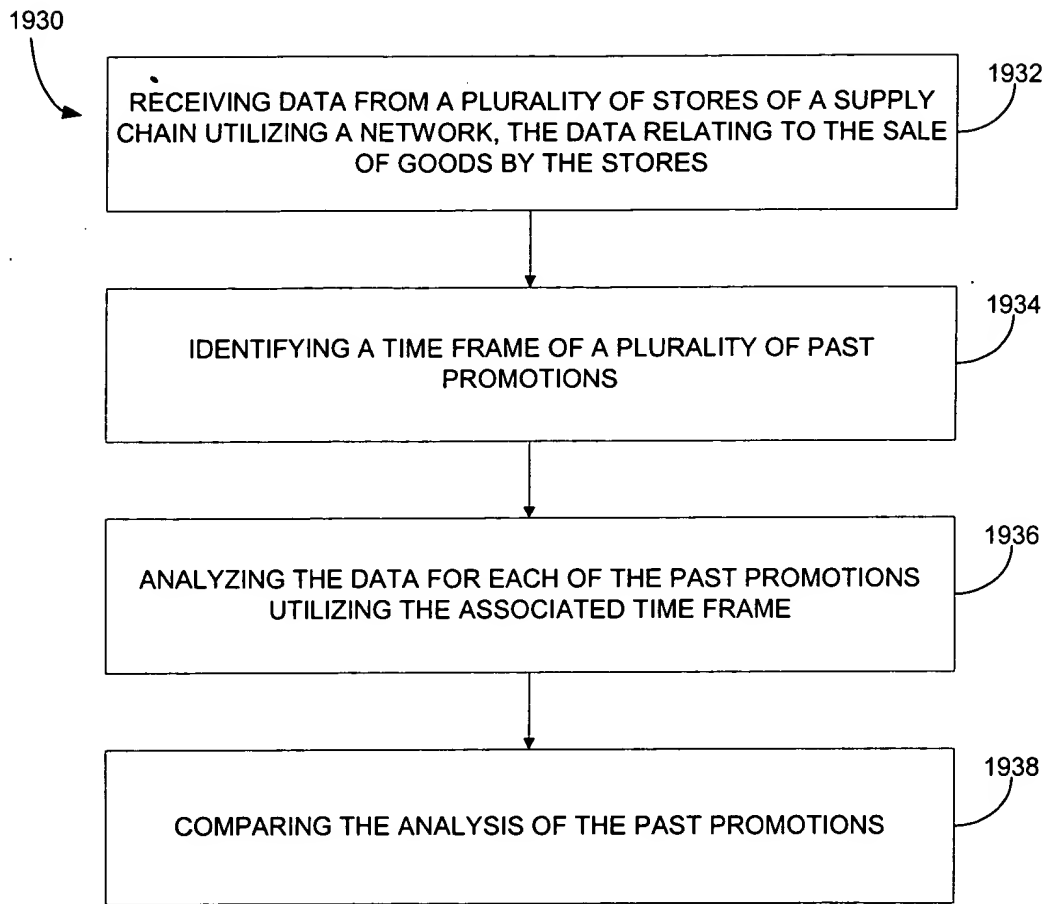 1930
1932
RECEIVING DATA FROM A PLURALITY OF STORES OF A SUPPLY
CHAIN UTILIZING A NETWORK, THE DATA RELATING TO THE SALE
OF GOODS BY THE STORES
1934
IDENTIFYING A TIME FRAME OF A PLURALITY OF PAST
PROMOTIONS
1936
ANALYZING THE DATA FOR EACH OF THE PAST PROMOTIONS
UTILIZING THE ASSOCIATED TIME FRAME
1938
COMPARING THE ANALYSIS OF THE PAST PROMOTIONS